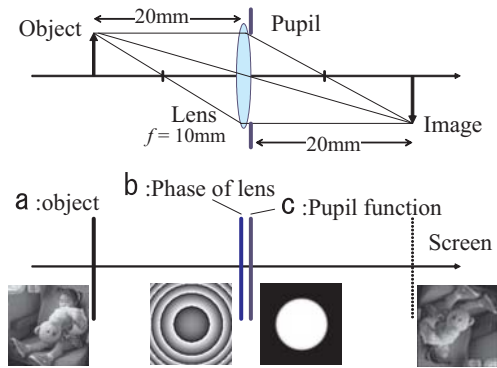 20mm
Object
Pupil
Lens
f = 10mm
Image
20mm
a :object
b :Phase of lens
c :Pupil function
Screen